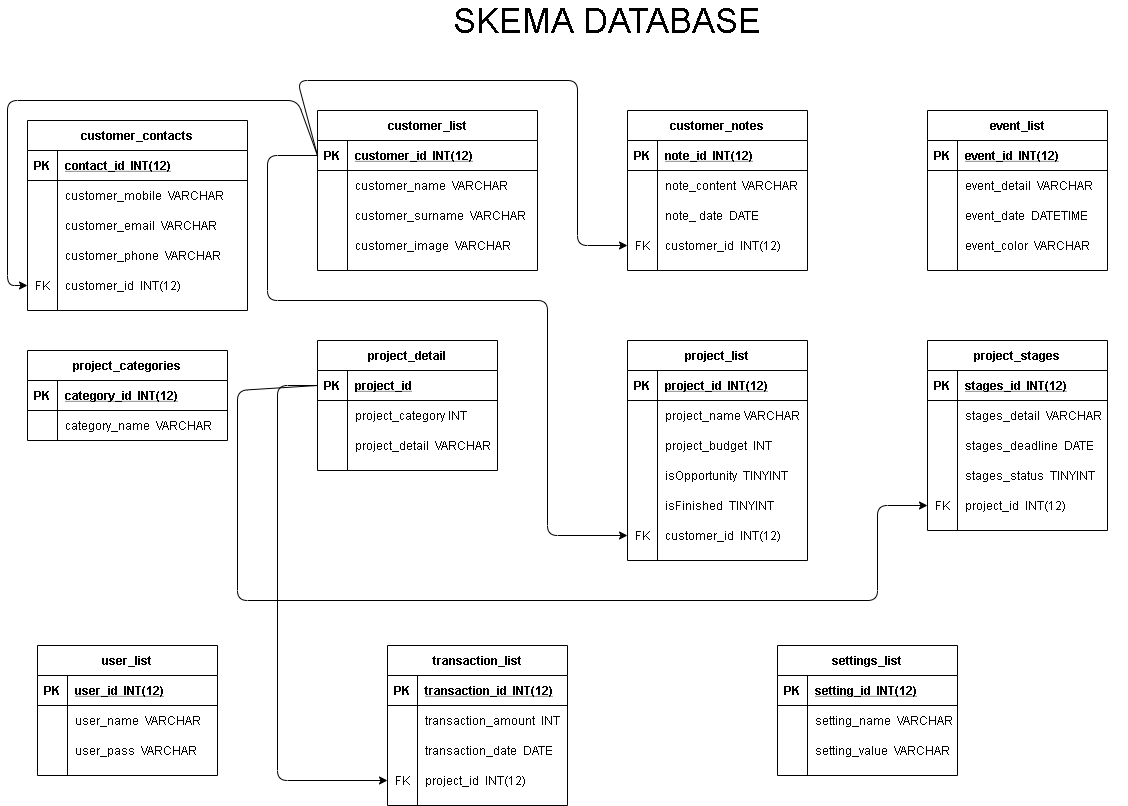 SKEMA DATABASE
customer_contacts
PK contact_id INT(12)
customer_mobile VARCHAR
customer_email VARCHAR
customer_phone VARCHAR
FK customer_id INT(12)
customer_list
PK customer_id INT(12)
customer_name VARCHAR
customer_surname VARCHAR
customer_image VARCHAR
customer_notes
PK note_id INT(12)
note_content VARCHAR
note_ date DATE
FK customer_id INT(12)
event_list
PK event_id INT(12)
event_detail VARCHAR
event_date DATETIME
event_color VARCHAR
project_categories
PK category_id INT(12)
category_name VARCHAR
project_detail
PK project_id
project_category INT
project_detail VARCHAR
project_list
PK project_id INT(12)
project_name VARCHAR
project_budget INT
isOpportunity TINYINT
isFinished TINYINT
FK customer_id INT(12)
project_stages
PK stages_id INT(12)
stages_detail VARCHAR
stages_deadline DATE
stages_status TINYINT
FK project_id INT(12)
user_list
PK user_id INT(12)
user_name VARCHAR
user_pass VARCHAR
transaction_list
PK transaction_id INT(12)
transaction_amount INT
transaction_date DATE
FK project_id INT(12)
settings_list
PK setting_id INT(12)
setting_name VARCHAR
setting_value VARCHAR